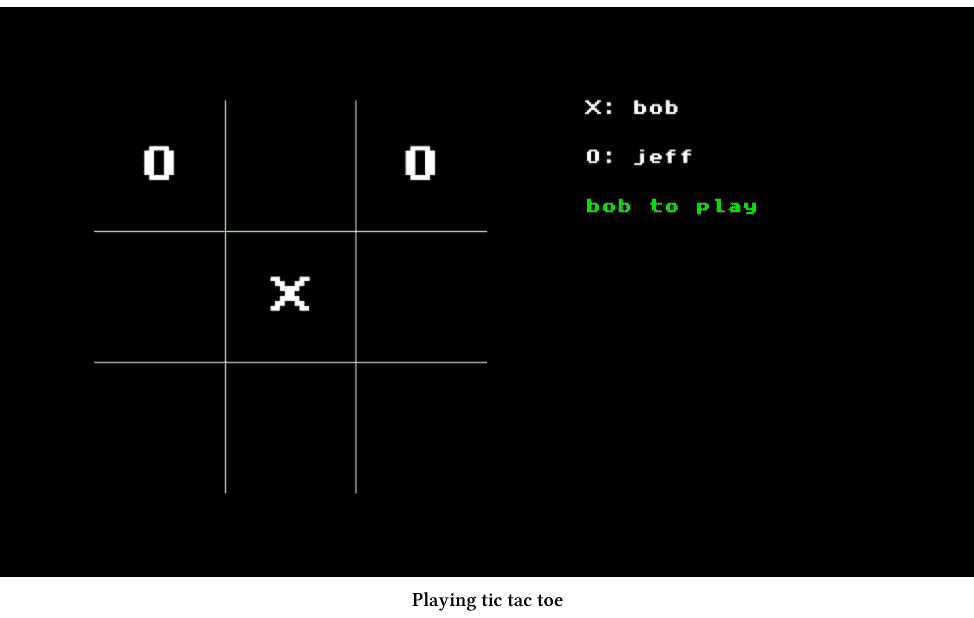 X: bob
O O
O: jeff
bob to play
X
Playing tic tac toe